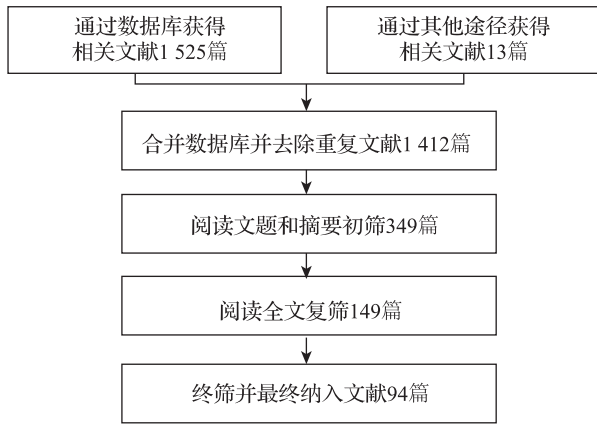 通过数据库获得
相关文献1 525篇
通过其他途径获得
相关文献13篇
合并数据库并去除重复文献1 412篇
阅读文题和摘要初筛349篇
阅读全文复筛149篇
终筛并最终纳入文献94篇